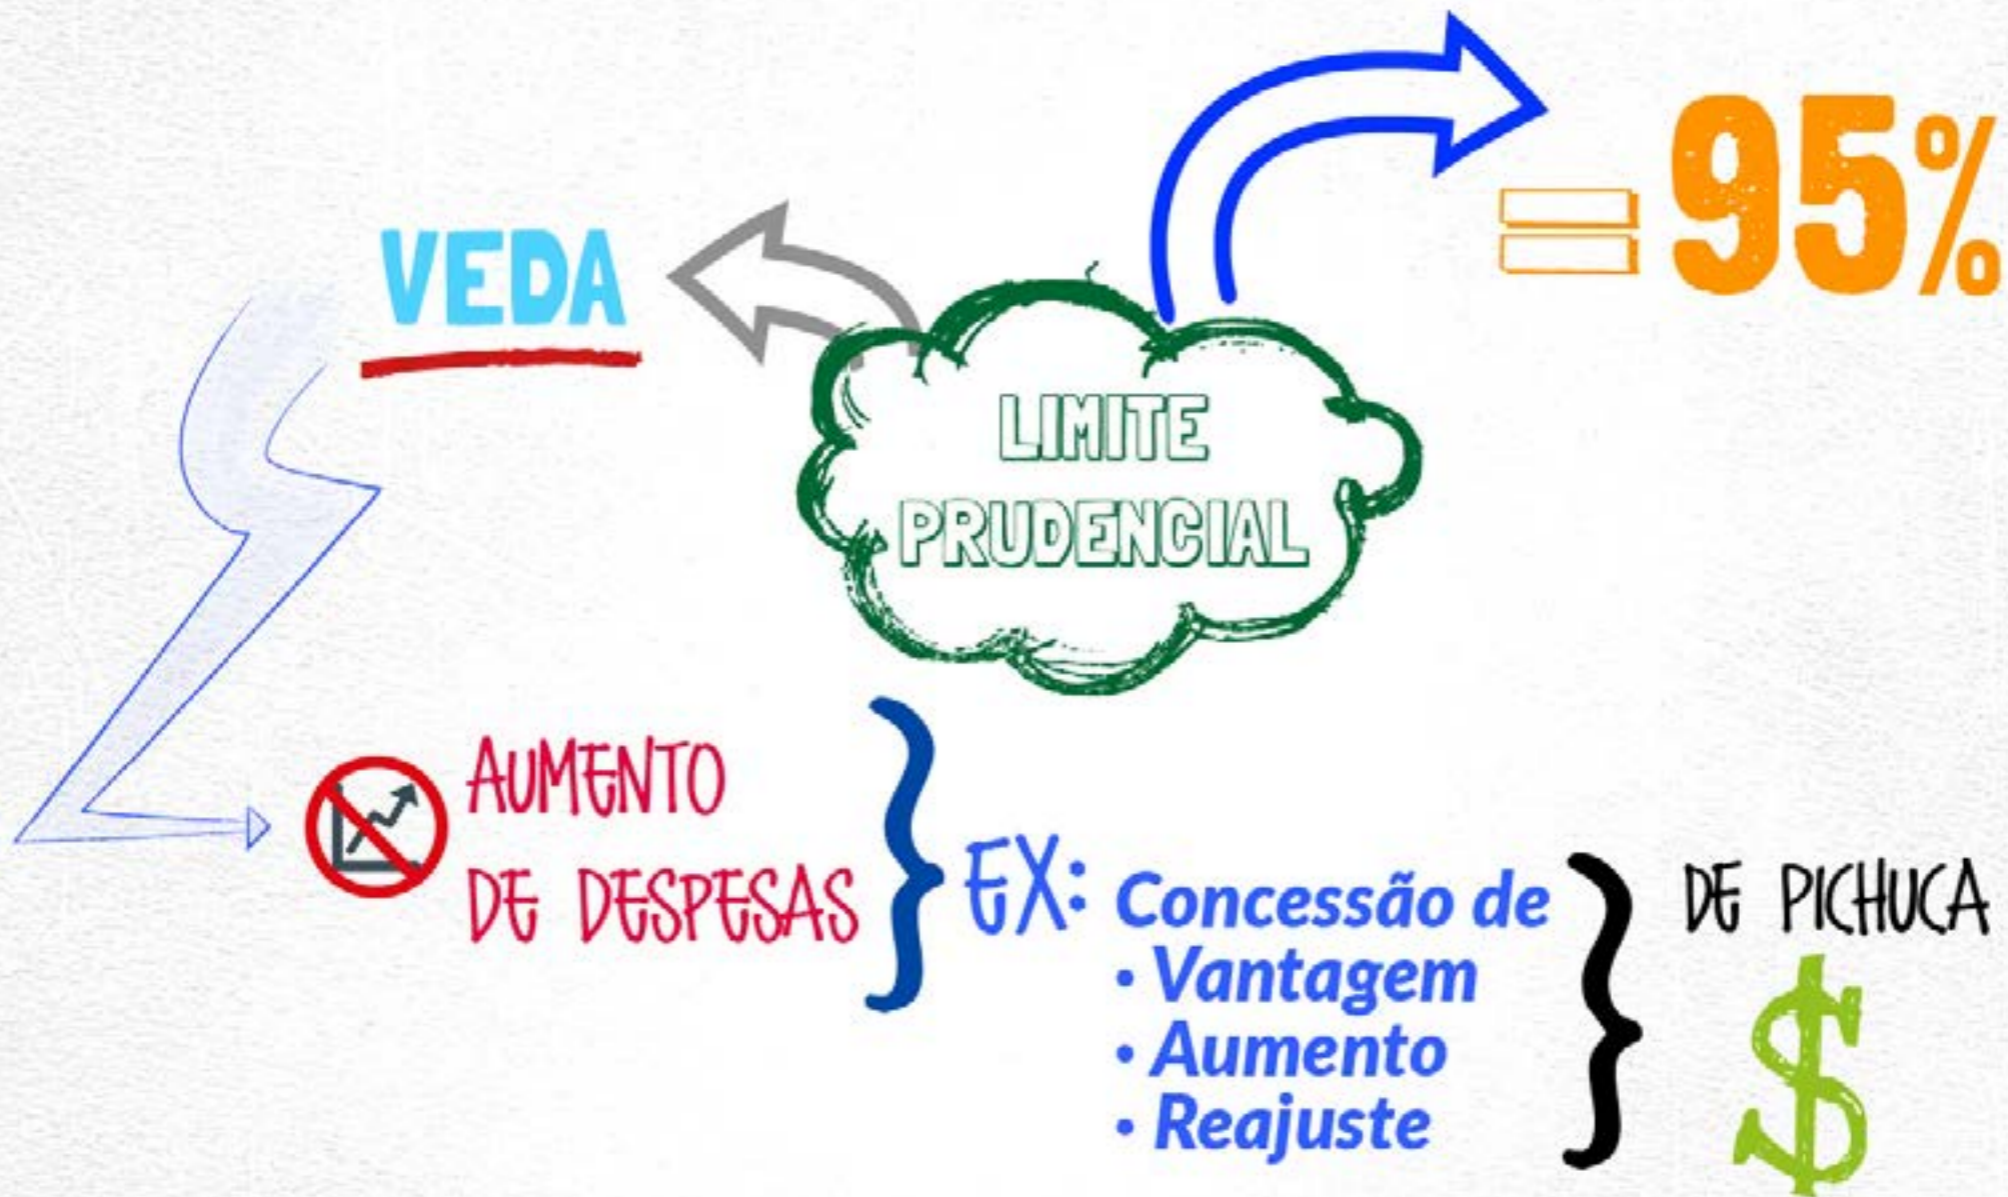 = 95%
VEDA
LIMITE
PRUDENCIAL
AUMENTO
DE DESPESAS
EX: Concessão de
• Vantagem
• Aumento
• Reajuste
DE PICHUCA
$